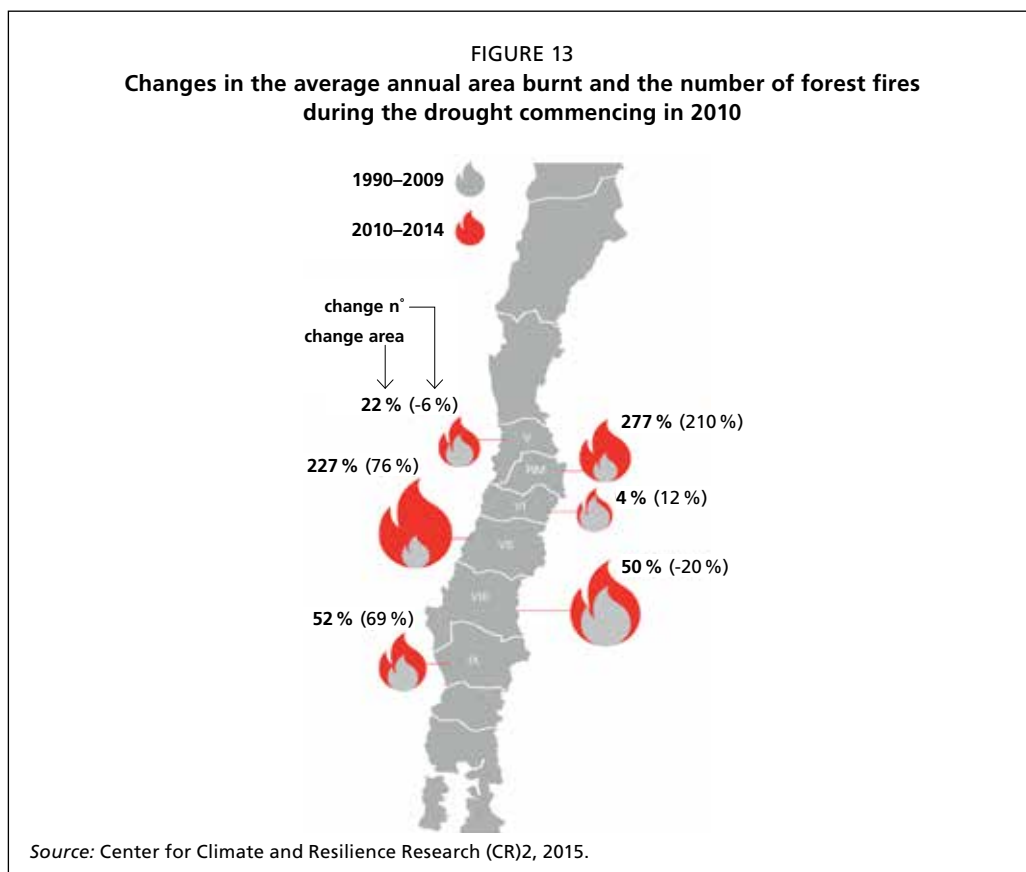 FIGURE 13
Changes in the average annual area burnt and the number of forest fires
during the drought commencing in 2010
1990–2009
2010–2014
change n°
change area
22 % (-6 %)
277 % (210 %)
227 % (76 %)
4 % (12 %)
50 % (-20 %)
52 % (69 %)
V
RM
VI
VII
VIII
IX
Source: Center for Climate and Resilience Research (CR)2, 2015.